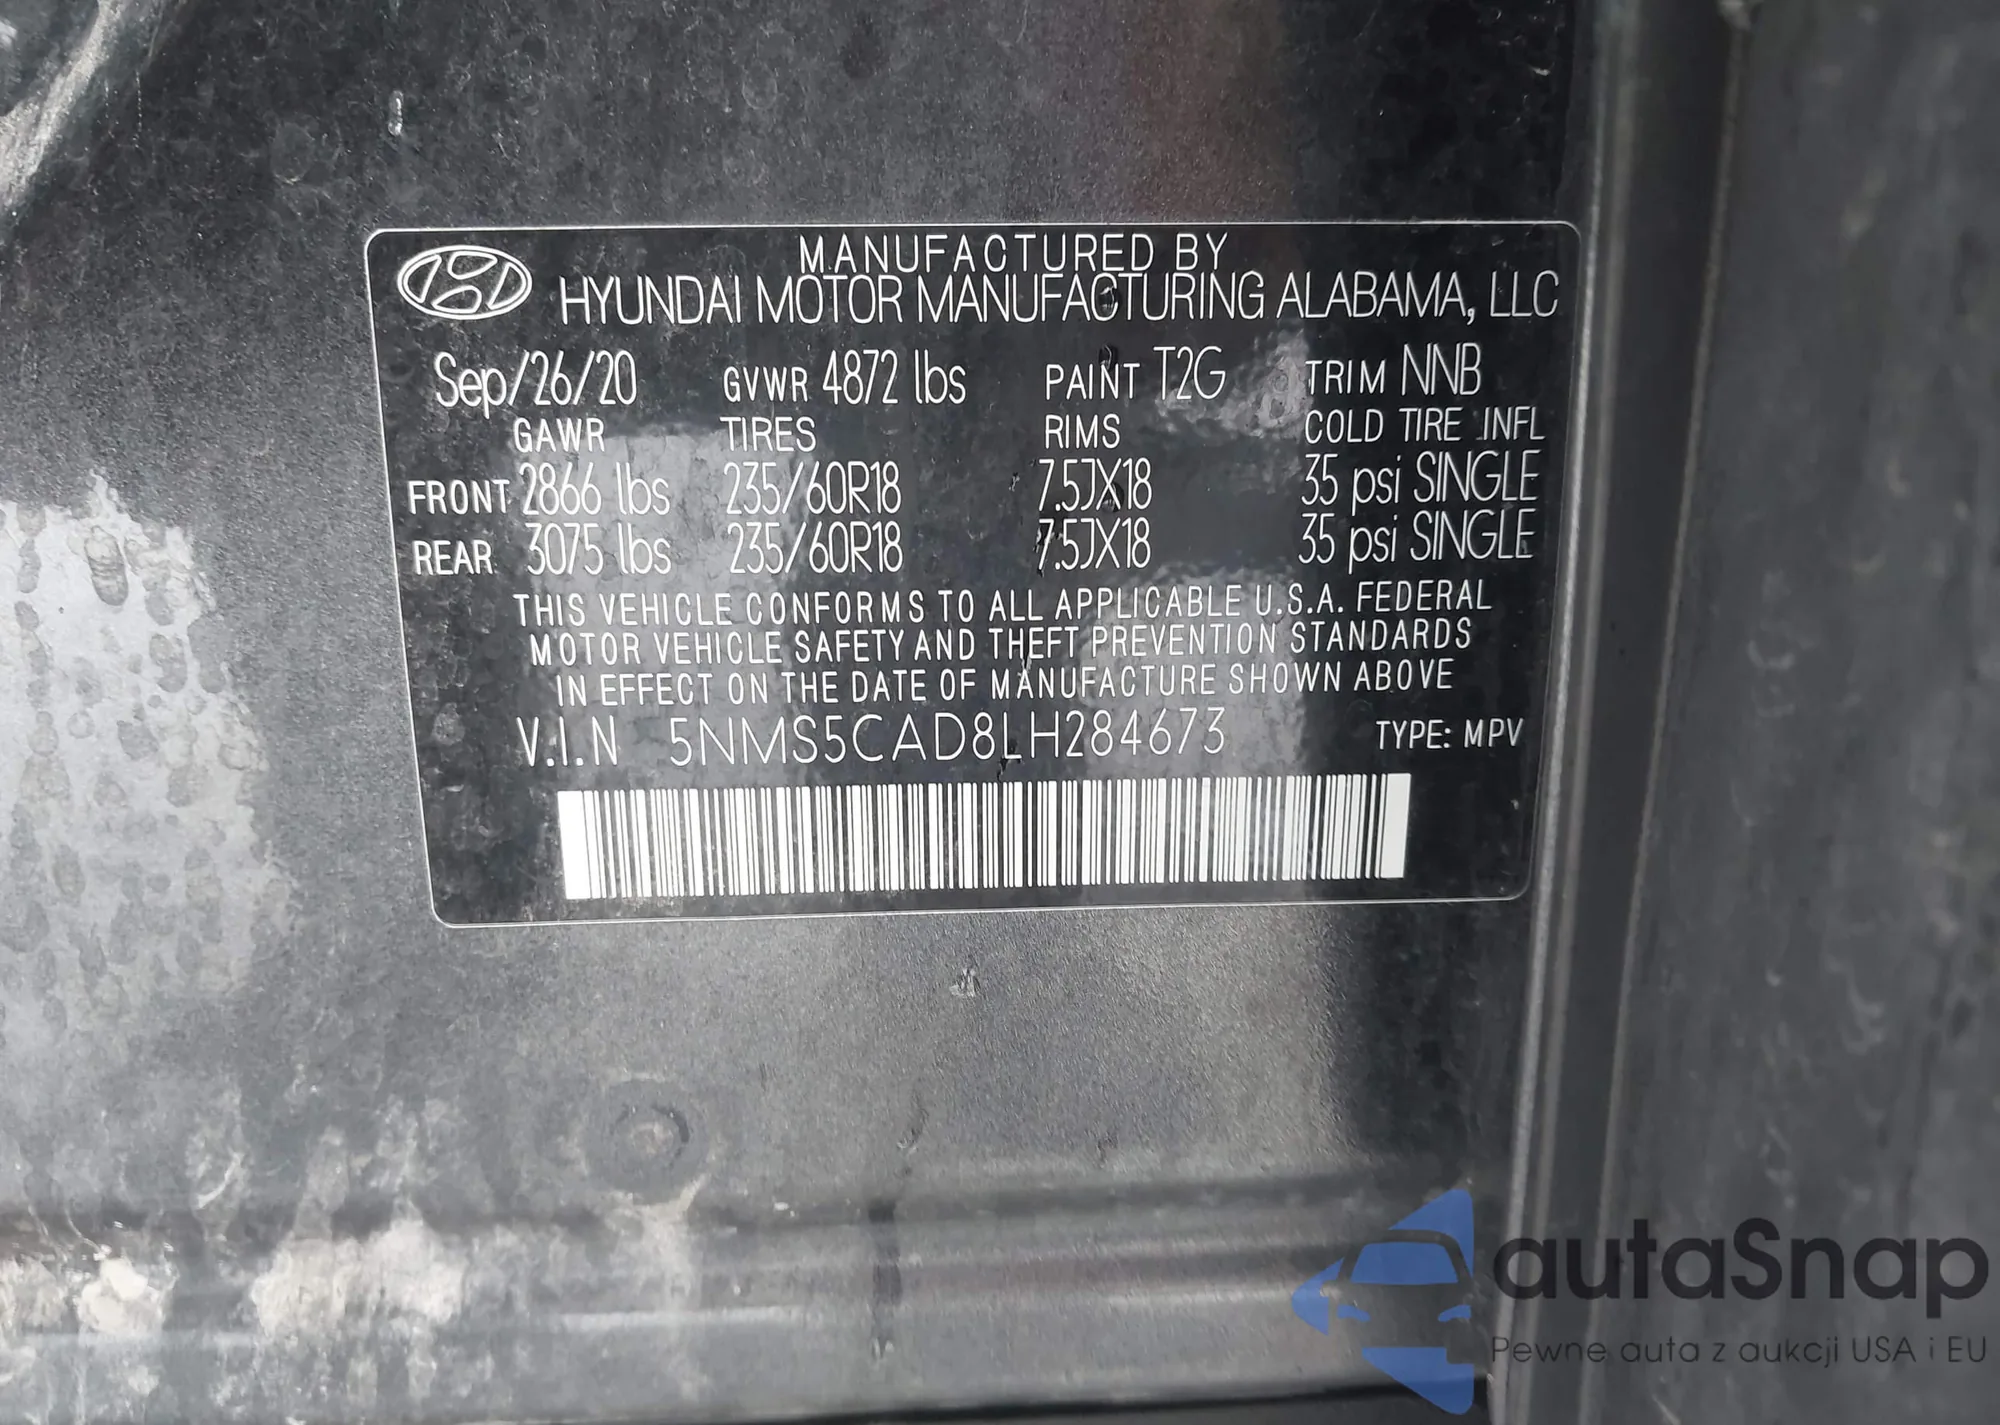 MANUFACTURED BY
HYUNDAI MOTOR MANUFACTURING ALABAMA, LLC
Sep/26/20 GVWR 4872 lbs PAINT T2G TRIM NNB
GAWR TIRES RIMS COLD TIRE INFL
FRONT 2866 lbs 235/60R18 7.5JX18 35 psi SINGLE
REAR 3075 lbs 235/60R18 7.5JX18 35 psi SINGLE
THIS VEHICLE CONFORMS TO ALL APPLICABLE U.S.A. FEDERAL
MOTOR VEHICLE SAFETY AND THEFT PREVENTION STANDARDS
IN EFFECT ON THE DATE OF MANUFACTURE SHOWN ABOVE
V.I.N 5NMS5CAD8LH284673 TYPE: MPV
autaSnap
Pewne auta z aukcji USA i EU